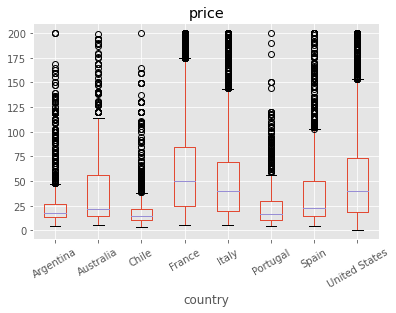 price
200
175
150
125
100
75
50
25
0
Argentina
Australia
Chile
France
Italy
Portugal
Spain
United States
country